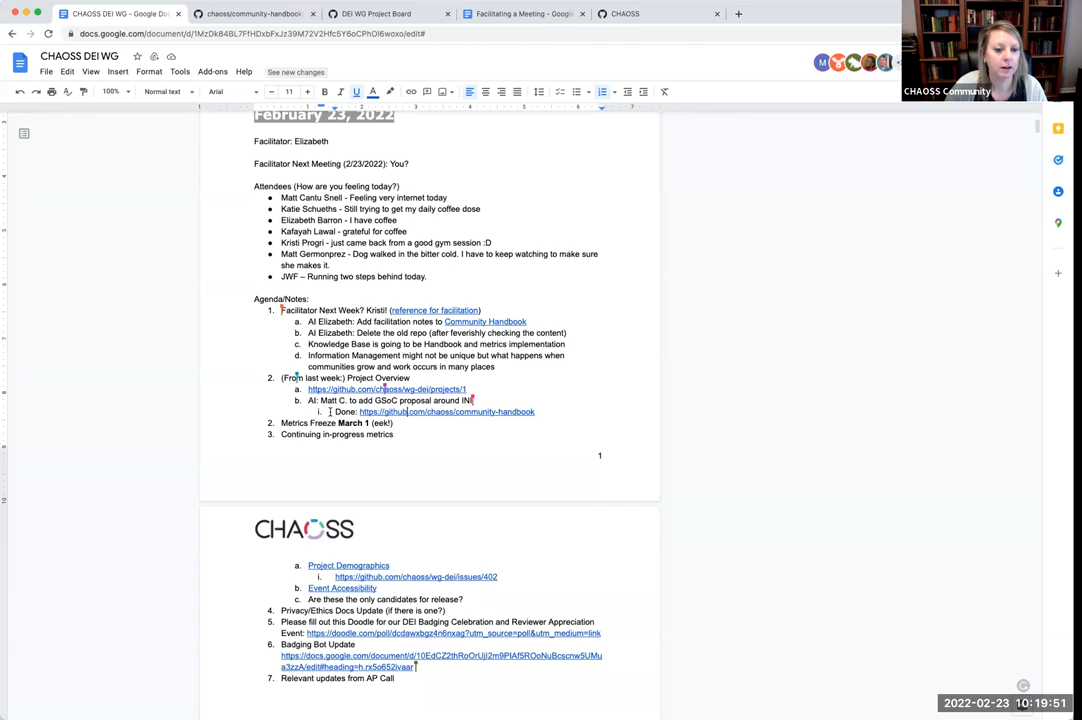 CHAOSS DEI WG - Google Doc
chaoss/community-handbook:
DEI WG Project Board
Facilitating a Meeting - Google
CHAOSS
docs.google.com/document/d/
CHAOSS DEI WG
File Edit View Insert Format Tools Add-ons Help See new changes
100% Normal text Arial 11
CHAOSS Community
February 23, 2022
Facilitator: Elizabeth
Facilitator Next Meeting (2/23/2022): You?
Attendees (How are you feeling today?)
● Matt Cantu Snell - Feeling very internet today
● Katie Schueths - Still trying to get my daily coffee dose
● Elizabeth Barron - I have coffee
● Kafayah Lawal - grateful for coffee
● Kristi Progri - just came back from a good gym session :D
● Matt Germonprez - Dog walked in the bitter cold. I have to keep watching to make sure
she makes it.
● JWF – Running two steps behind today.
Agenda/Notes:
1. Facilitator Next Week? Kristi! (reference for facilitation)
a. AI Elizabeth: Add facilitation notes to Community Handbook
b. AI Elizabeth: Delete the old repo (after feverishly checking the content)
c. Knowledge Base is going to be Handbook and metrics implementation
d. Information Management might not be unique but what happens when
communities grow and work occurs in many places
2. (From last week:) Project Overview
a. https://github.com/chaoss/wg-dei/projects/1
b. AI: Matt C. to add GSoC proposal around INI
i. Done: https://github.com/chaoss/community-handbook
2. Metrics Freeze March 1 (eek!)
3. Continuing in-progress metrics
1
CHAOSS
a. Project Demographics
i. https://github.com/chaoss/wg-dei/issues/402
b. Event Accessibility
c. Are these the only candidates for release?
4. Privacy/Ethics Docs Update (if there is one?)
5. Please fill out this Doodle for our DEI Badging Celebration and Reviewer Appreciation
Event: https://doodle.com/poll/dcdawxbgz4n6nxag?utm_source=poll&utm_medium=link
6. Badging Bot Update
https://docs.google.com/document/d/10EdCZ2thRoOrUjI2m9PIAf5ROoNuBcscnw5UMu
a3zzA/edit#heading=h.rx5o652ivaar
7. Relevant updates from AP Call
2022-02-23 10:19:51